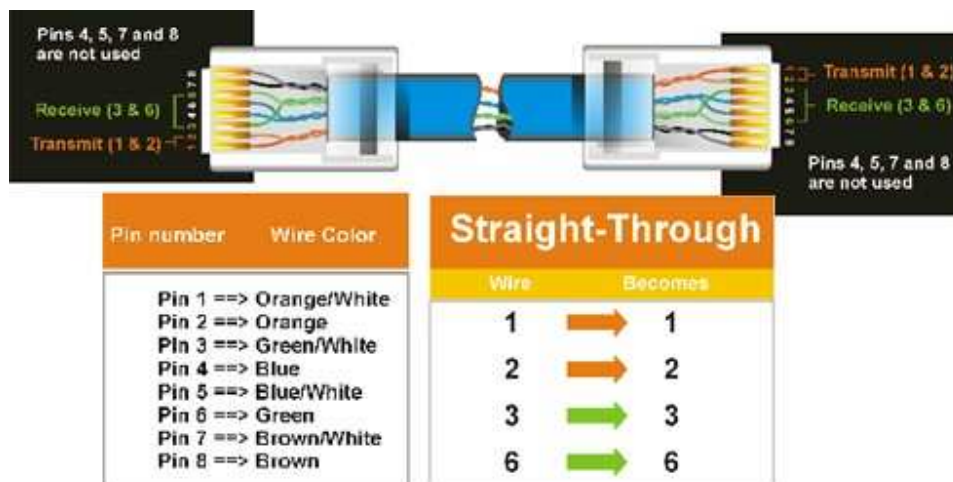 Pins 4, 5, 7 and 8
are not used
Receive (3 & 6)
Transmit (1 & 2)
Transmit (1 & 2)
Receive (3 & 6)
Pins 4, 5, 7 and 8
are not used
Pin number Wire Color
Pin 1 ==> Orange/White
Pin 2 ==> Orange
Pin 3 ==> Green/White
Pin 4 ==> Blue
Pin 5 ==> Blue/White
Pin 6 ==> Green
Pin 7 ==> Brown/White
Pin 8 ==> Brown
Straight-Through
Wire Becomes
1 1
2 2
3 3
6 6